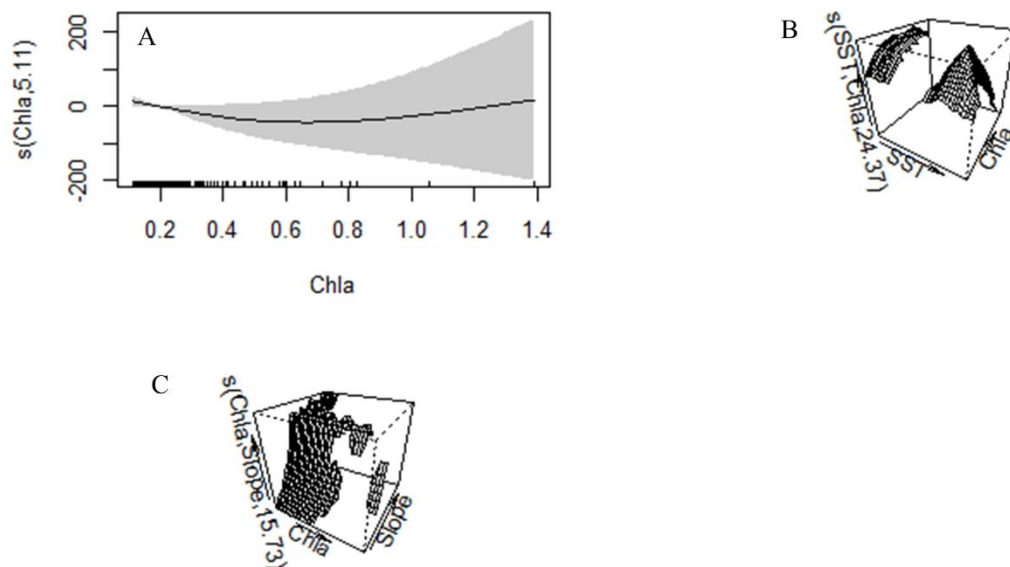 A
s(Chla,5.11)
200
0
-200
0.2 0.4 0.6 0.8 1.0 1.2 1.4
Chla
B
s(SST,Chla,24.37)
SST
Chla
C
s(Chla,Slope,15.73)
Chla
Slope